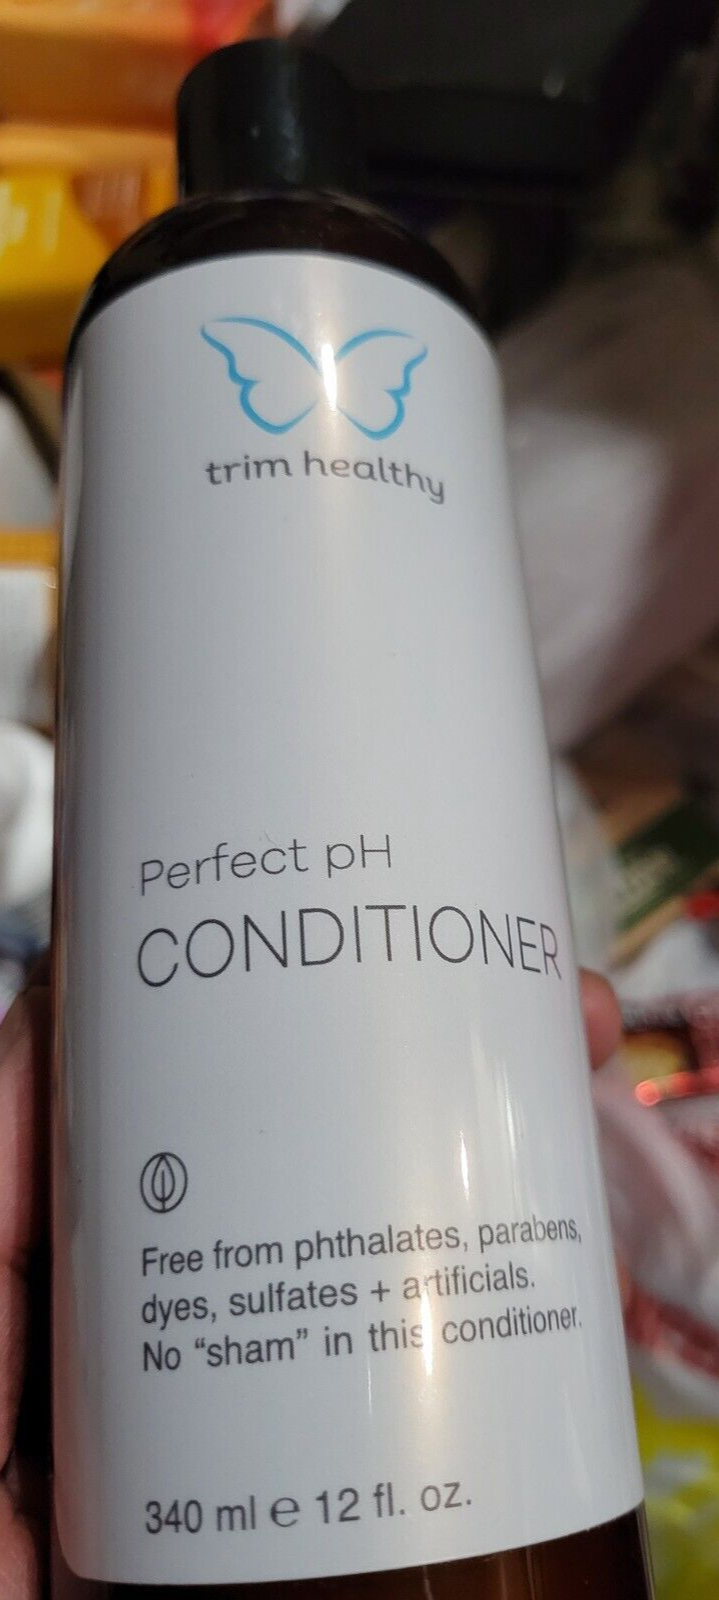 trim healthy
Perfect pH
CONDITIONER
Free from phthalates, parabens,
dyes, sulfates + artificials.
No “sham” in this conditioner.
340 ml ℮ 12 fl. oz.